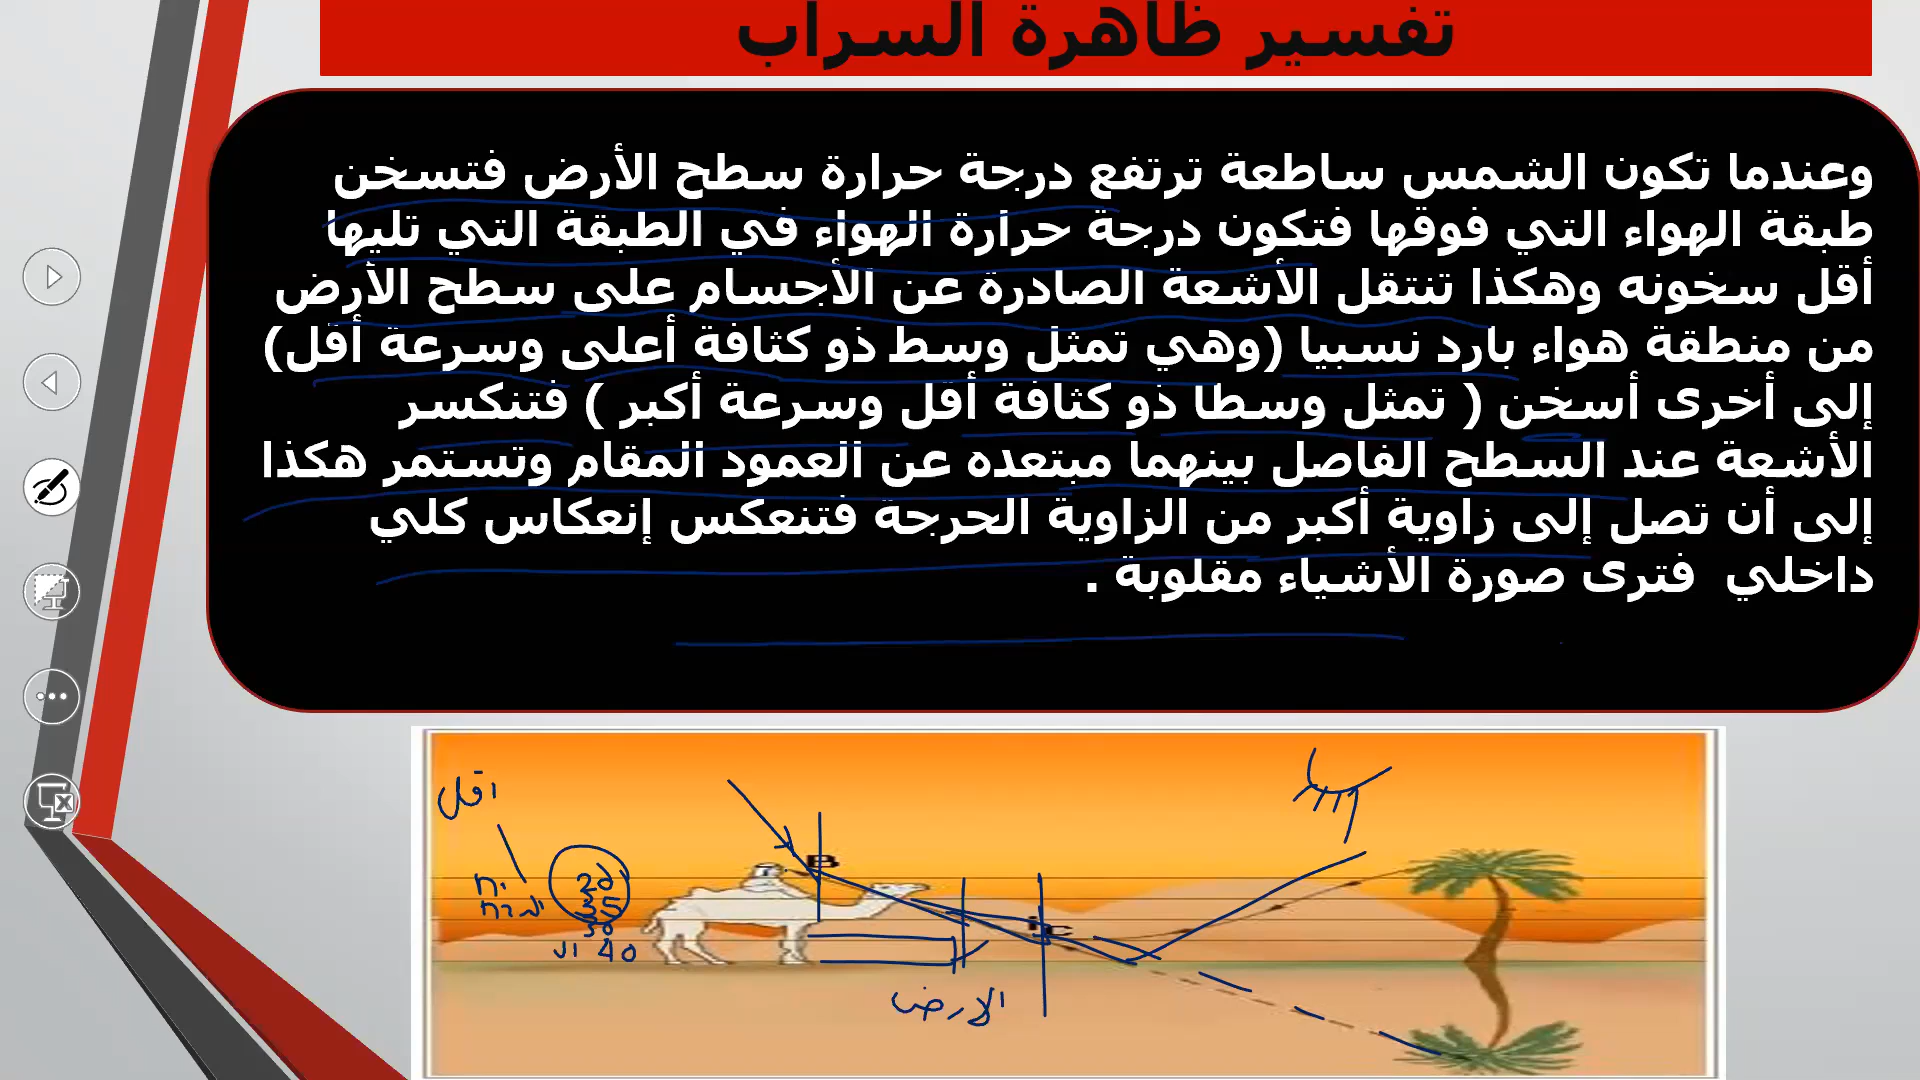 تفسير ظاهرة السراب
وعندما تكون الشمس ساطعة ترتفع درجة حرارة سطح الأرض فتسخن
طبقة الهواء التي فوقها فتكون درجة حرارة الهواء في الطبقة التي تليها
أقل سخونه وهكذا تنتقل الأشعة الصادرة عن الأجسام على سطح الأرض
من منطقة هواء بارد نسبيا (وهي تمثل وسط ذو كثافة أعلى وسرعة أقل)
إلى أخرى أسخن ( تمثل وسطا ذو كثافة أقل وسرعة أكبر ) فتنكسر
الأشعة عند السطح الفاصل بينهما مبتعده عن العمود المقام وتستمر هكذا
إلى أن تصل إلى زاوية أكبر من الزاوية الحرجة فتنعكس إنعكاس كلي
داخلي فترى صورة الأشياء مقلوبة .
اقل
B
35
30
40
C
الارض